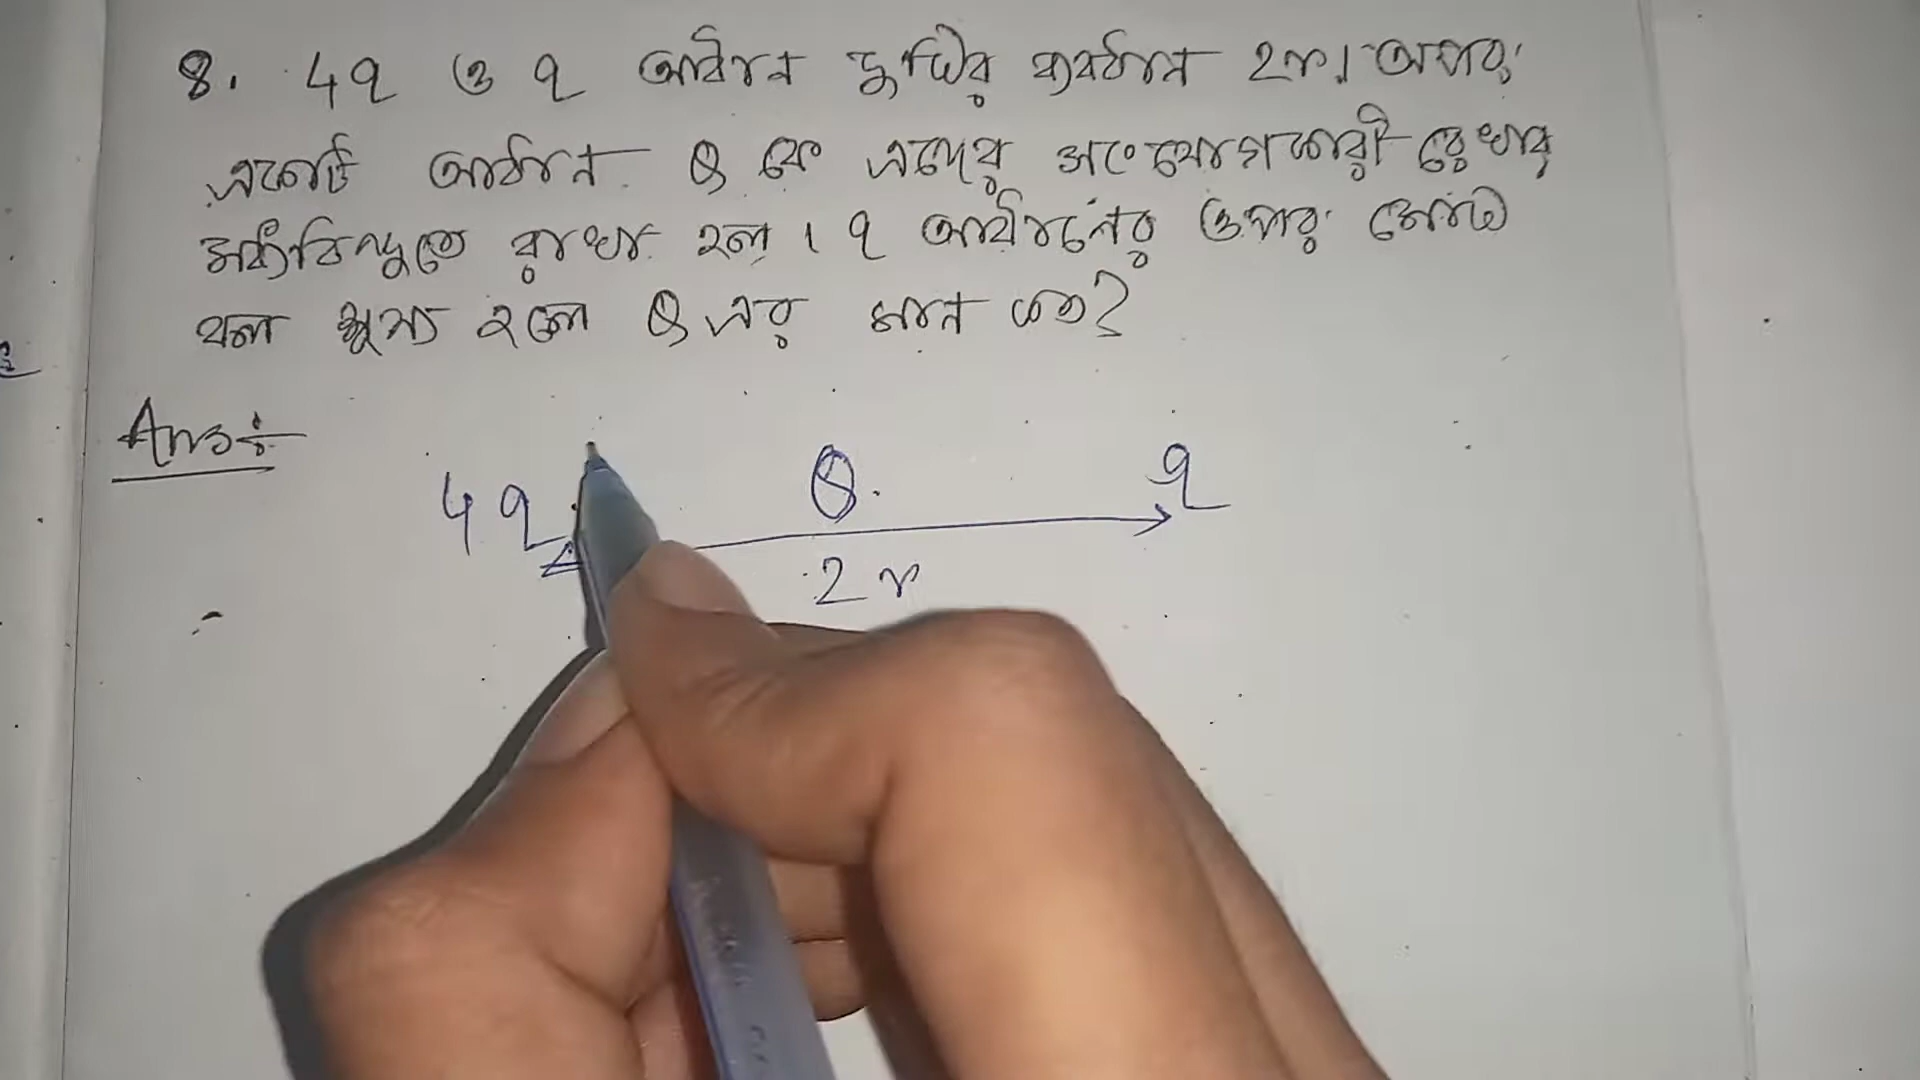 ৪. 4q ও q আধান দুটির ব্যবধান 2r। অপর
একটি আধান Q কে এদের সংযোগকারী রেখার
মধ্যবিন্দুতে রাখা হল। q আধানের ওপর মোট
বল শূন্য হলে Q এর মান কত?
Ans:-
4q Q. q
2r